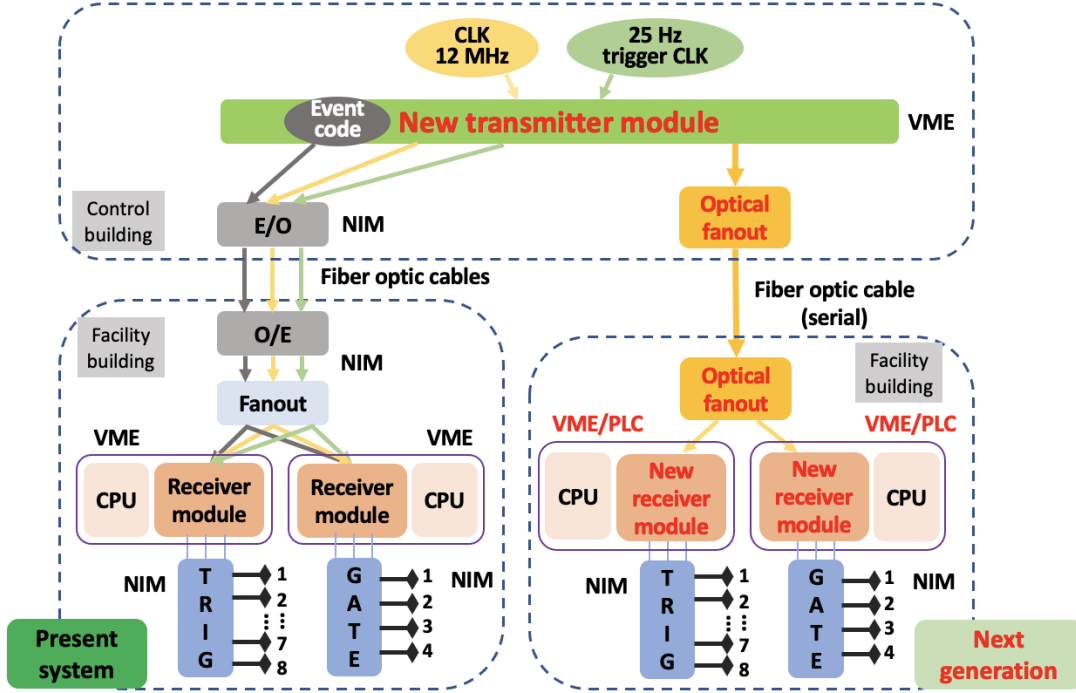 CLK
12 MHz
25 Hz
trigger CLK
Event
code
New transmitter module
VME
Control
building
E/O
NIM
Optical
fanout
Fiber optic cables
Fiber optic cable
(serial)
Facility
building
O/E
NIM
Fanout
VME
VME
CPU
Receiver
module
Receiver
module
CPU
NIM
T
R
I
G
1
2
7
8
G
A
T
E
1
2
3
4
NIM
Present
system
Facility
building
Optical
fanout
VME/PLC
VME/PLC
CPU
New
receiver
module
New
receiver
module
CPU
NIM
T
R
I
G
1
2
7
8
G
A
T
E
1
2
3
4
NIM
Next
generation